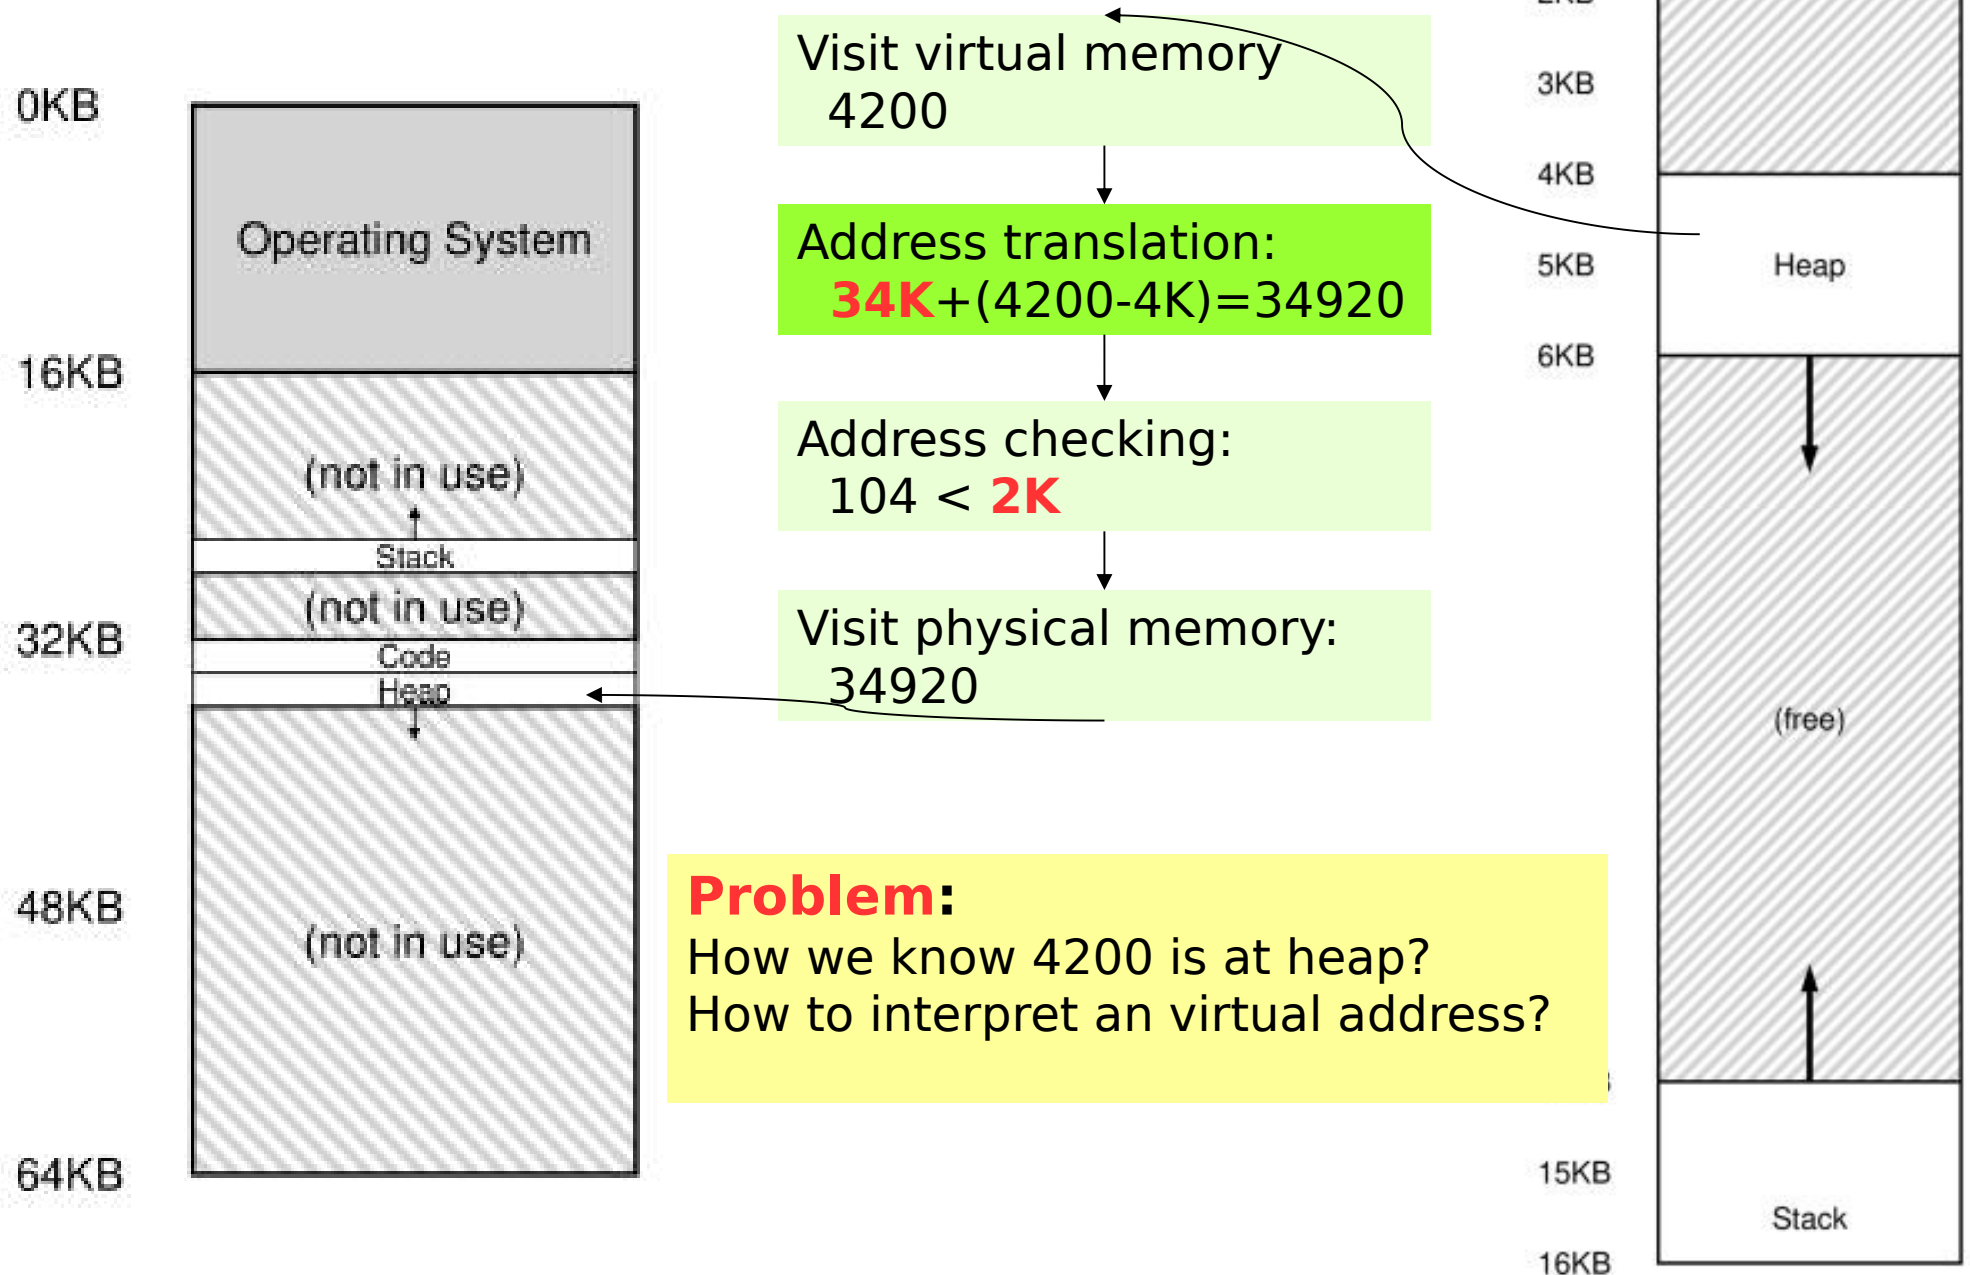 0KB
Operating System
16KB
(not in use)
Stack
(not in use)
32KB
Code
Heap
48KB
(not in use)
64KB
Visit virtual memory
4200
Address translation:
34K+(4200-4K)=34920
Address checking:
104 < 2K
Visit physical memory:
34920
Problem:
How we know 4200 is at heap?
How to interpret an virtual address?
3KB
4KB
5KB
Heap
6KB
(free)
15KB
Stack
16KB